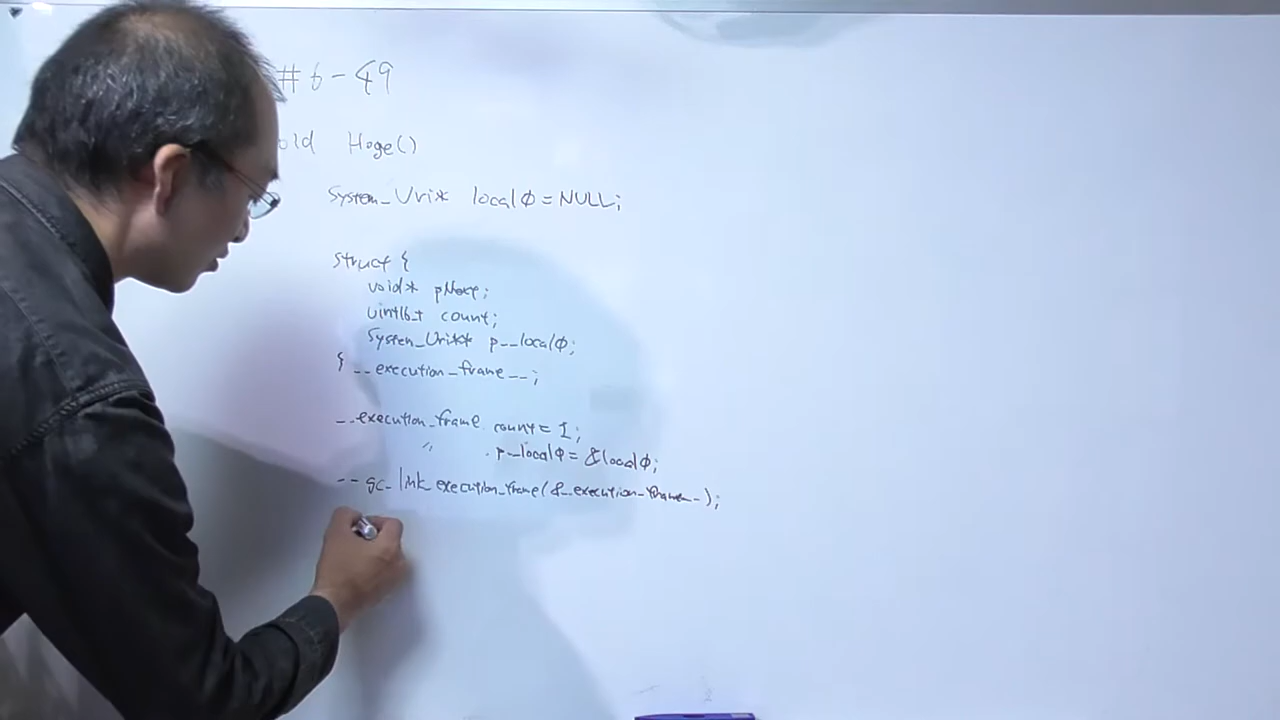 #6-49
oid Hoge()
System_Uri* local0=NULL;
struct {
void* pNext;
uint16_t count;
System_Uri** p__local0;
} __execution_frame__;
__execution_frame count=1;
〃 .p__local0=&local0;
__gc_link_execution_frame(&__execution_frame__);